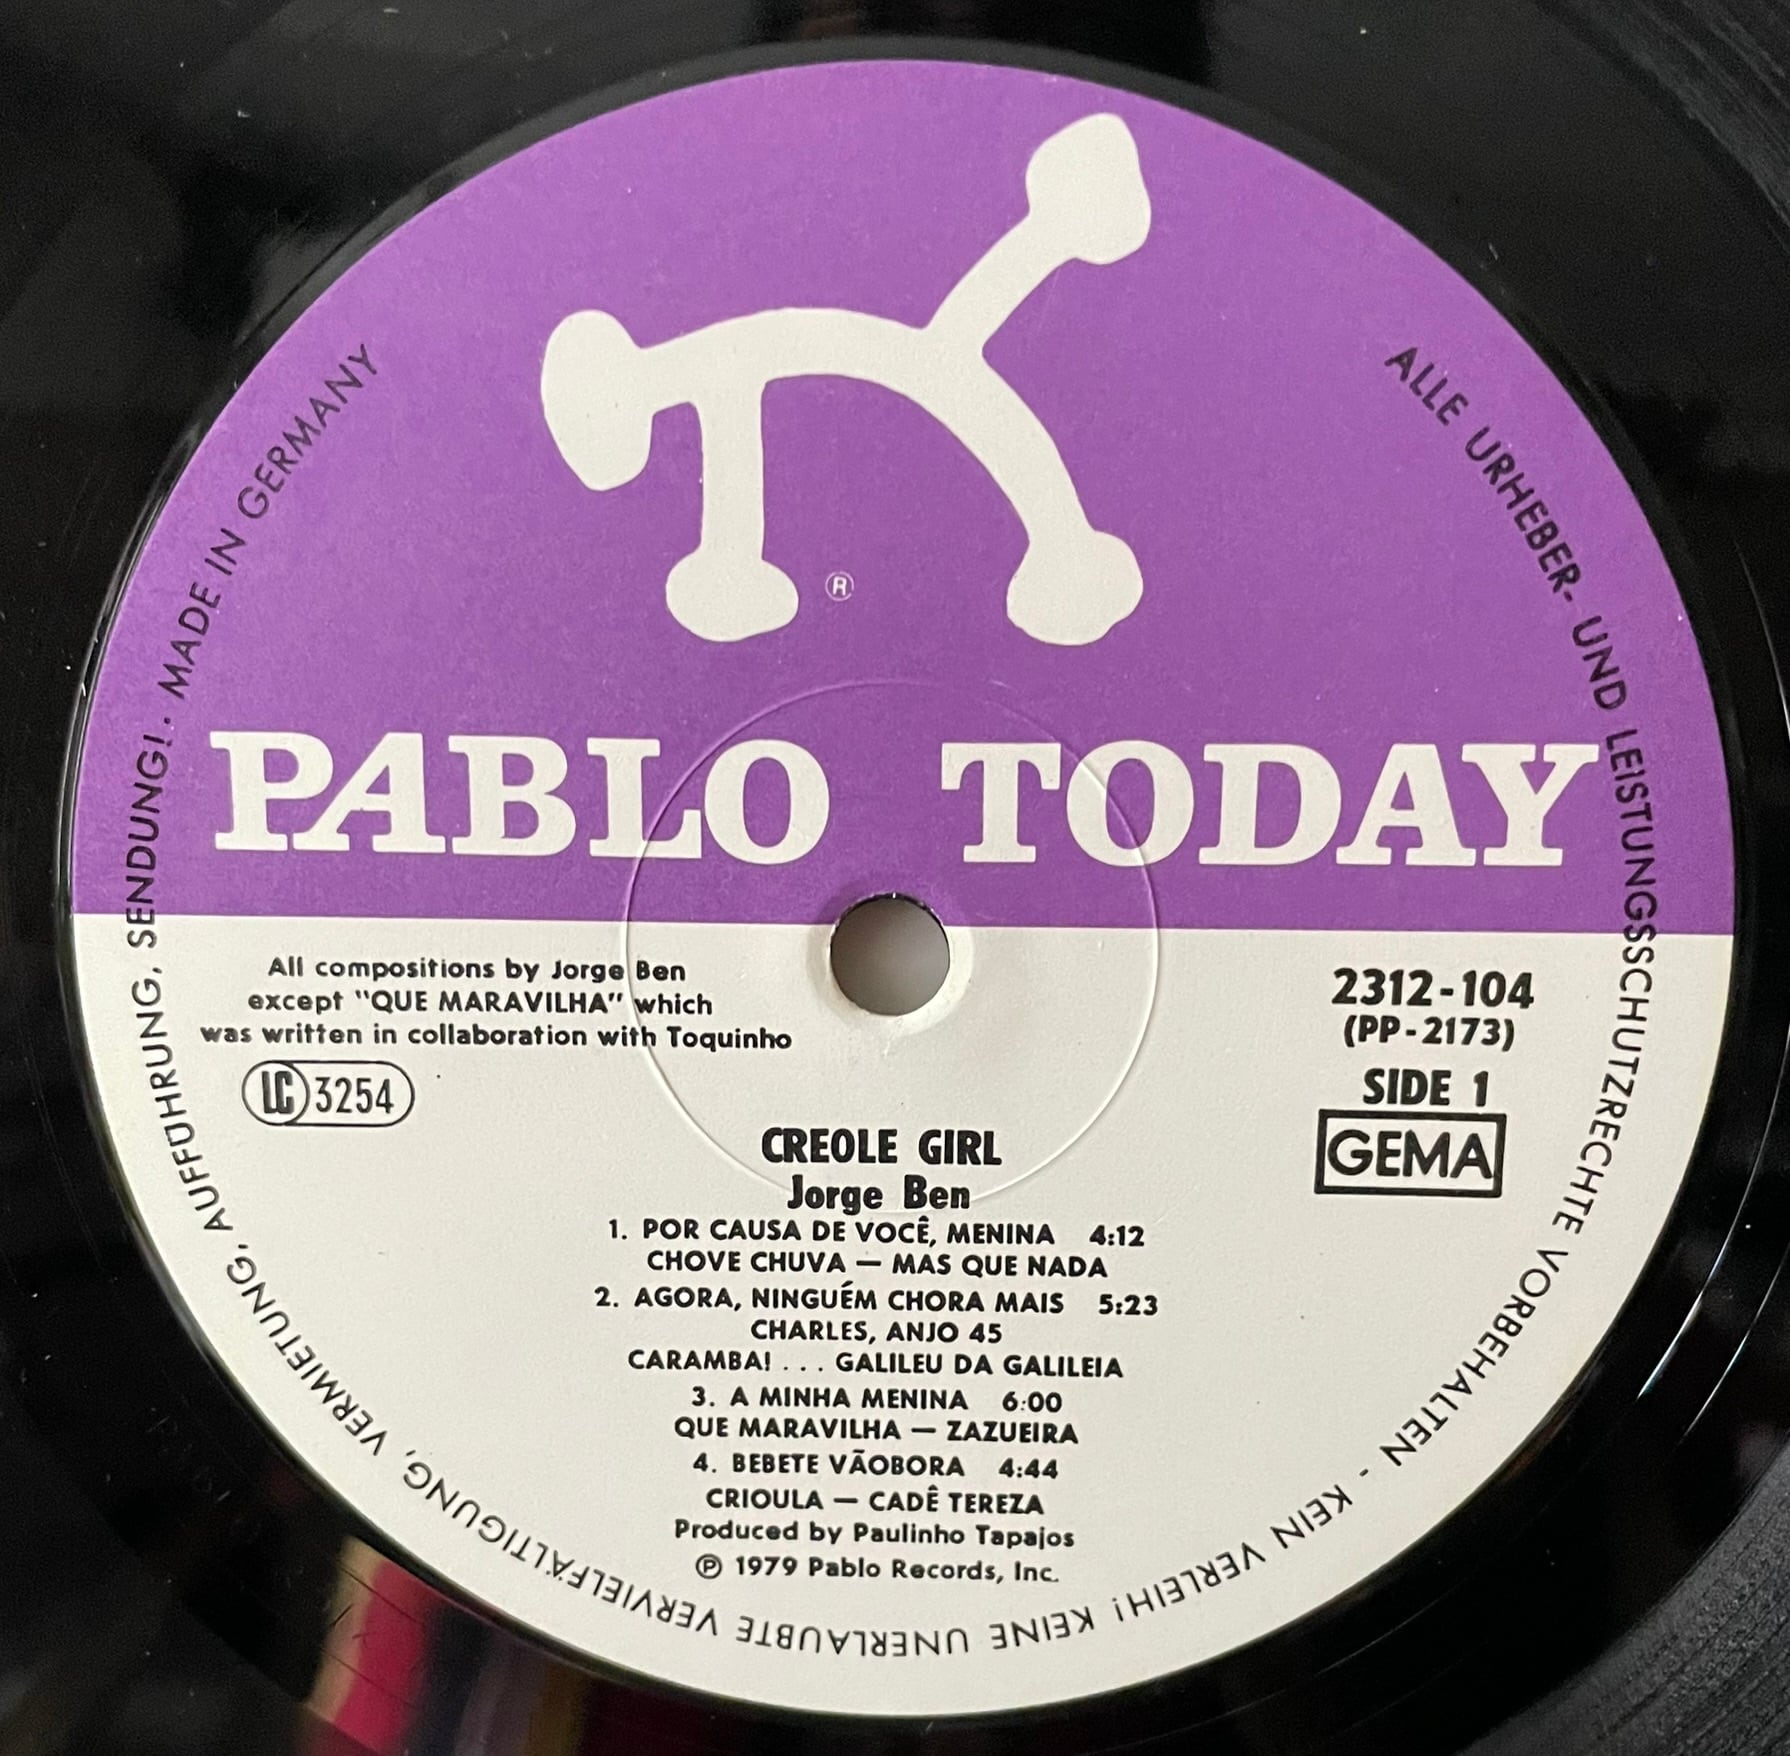 ®
PABLO TODAY
All compositions by Jorge Ben
except "QUE MARAVILHA" which
was written in collaboration with Toquinho
LC 3254
2312-104
(PP-2173)
SIDE 1
GEMA
CREOLE GIRL
Jorge Ben
1. POR CAUSA DE VOCÊ, MENINA 4:12
CHOVE CHUVA — MAS QUE NADA
2. AGORA, NINGUÉM CHORA MAIS 5:23
CHARLES, ANJO 45
CARAMBA! . . . GALILEU DA GALILEIA
3. A MINHA MENINA 6:00
QUE MARAVILHA — ZAZUEIRA
4. BEBETE VÃOBORA 4:44
CRIOULA — CADÊ TEREZA
Produced by Paulinho Tapajos
℗ 1979 Pablo Records, Inc.
ALLE URHEBER- UND LEISTUNGSSCHUTZRECHTE VORBEHALTEN - KEIN VERLEIH! KEINE UNERLAUBTE VERVIELFÄLTIGUNG, VERMIETUNG, AUFFÜHRUNG, SENDUNG! · MADE IN GERMANY